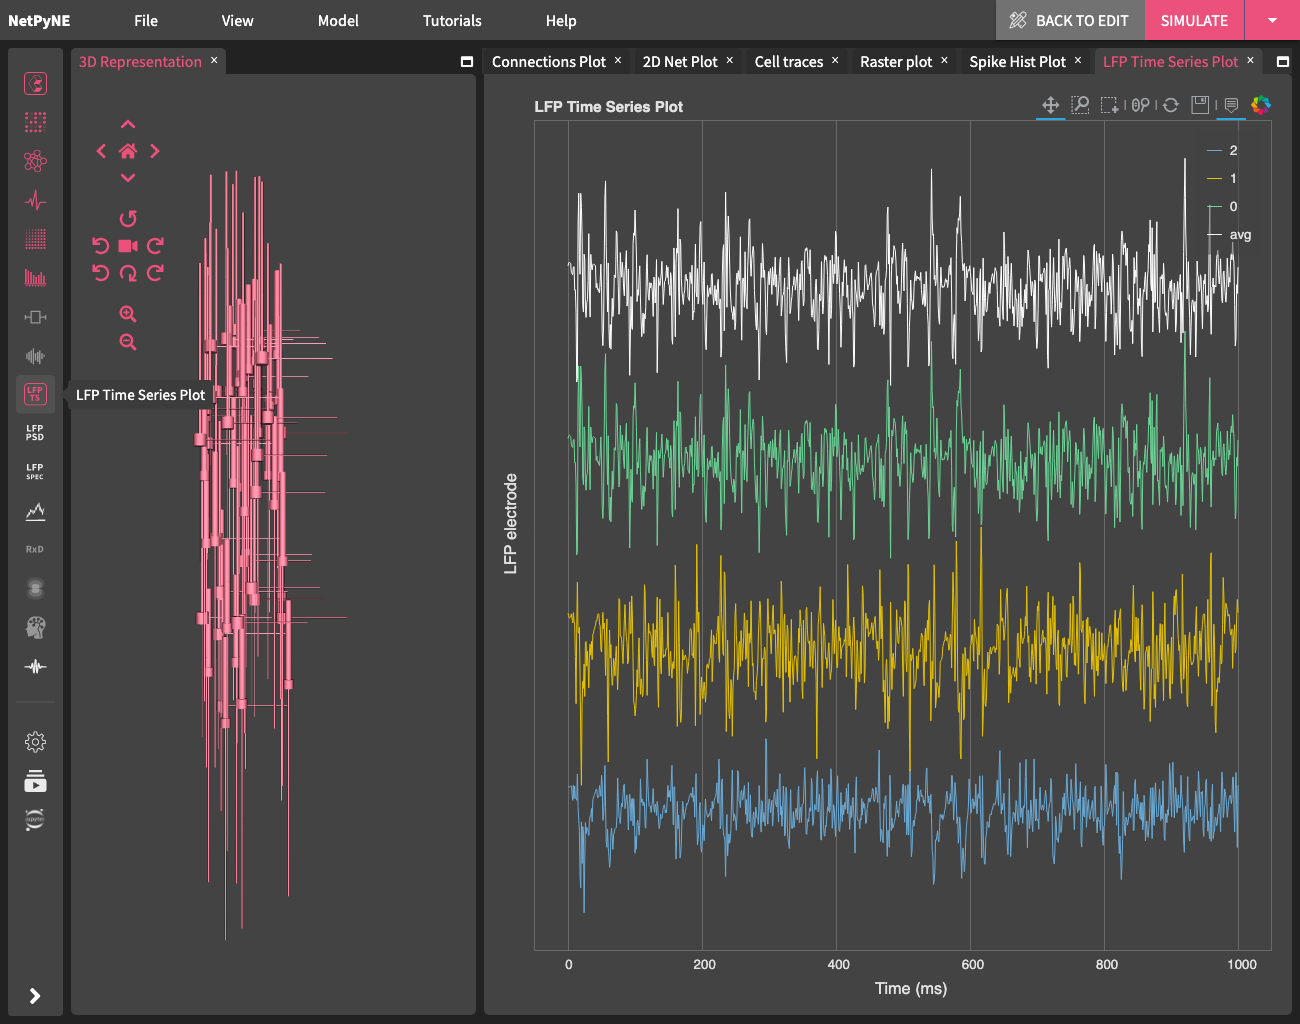 NetPyNE File View Model Tutorials Help BACK TO EDIT SIMULATE
3D Representation × Connections Plot × 2D Net Plot × Cell traces × Raster plot × Spike Hist Plot × LFP Time Series Plot ×
LFP Time Series Plot
2
1
0
avg
LFP
TS
LFP Time Series Plot
LFP
PSD
LFP
SPEC
RxD
jupyter
LFP electrode
0 200 400 600 800 1000
Time (ms)